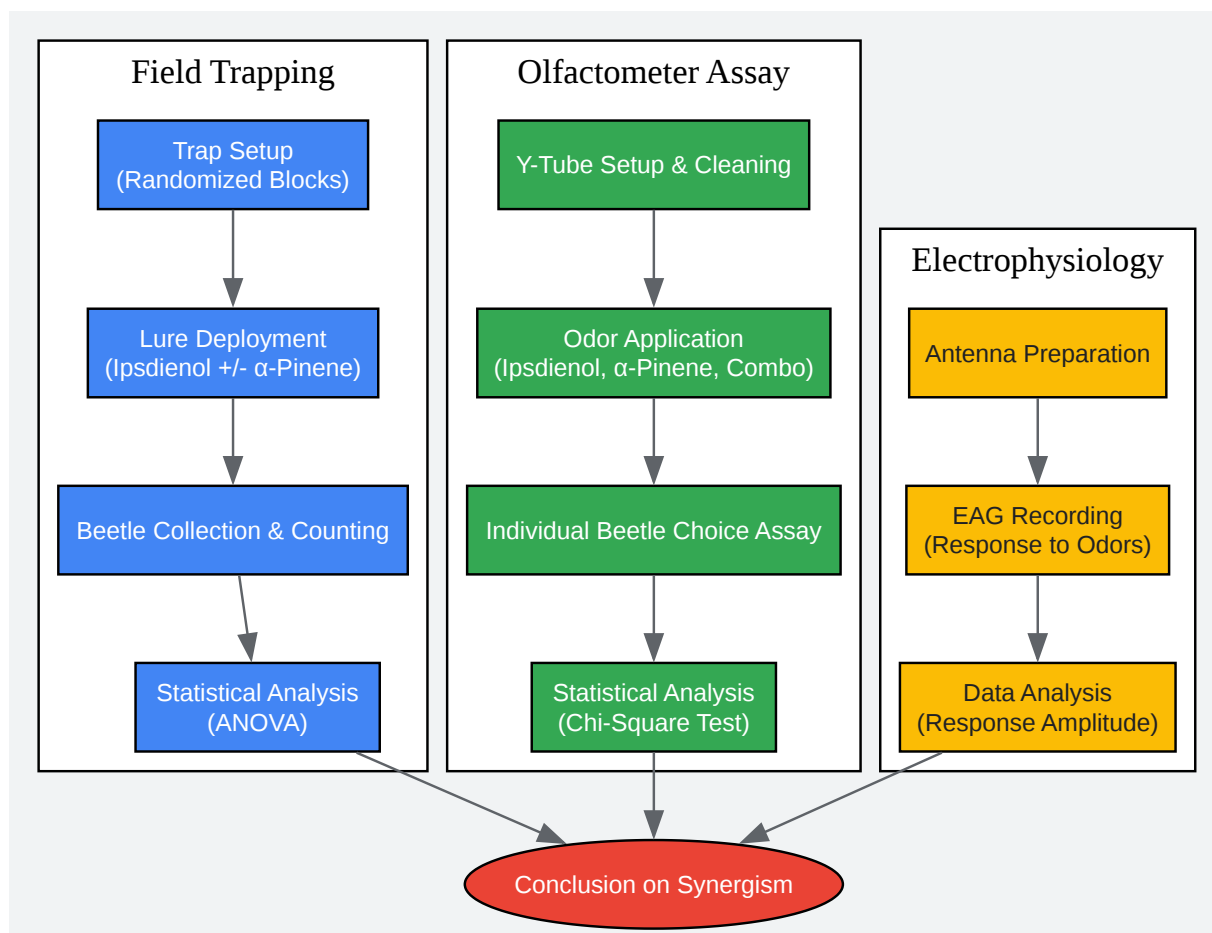 Field Trapping
Trap Setup
(Randomized Blocks)
Lure Deployment
(Ipsdienol +/- α-Pinene)
Beetle Collection & Counting
Statistical Analysis
(ANOVA)
Olfactometer Assay
Y-Tube Setup & Cleaning
Odor Application
(Ipsdienol, α-Pinene, Combo)
Individual Beetle Choice Assay
Statistical Analysis
(Chi-Square Test)
Electrophysiology
Antenna Preparation
EAG Recording
(Response to Odors)
Data Analysis
(Response Amplitude)
Conclusion on Synergism